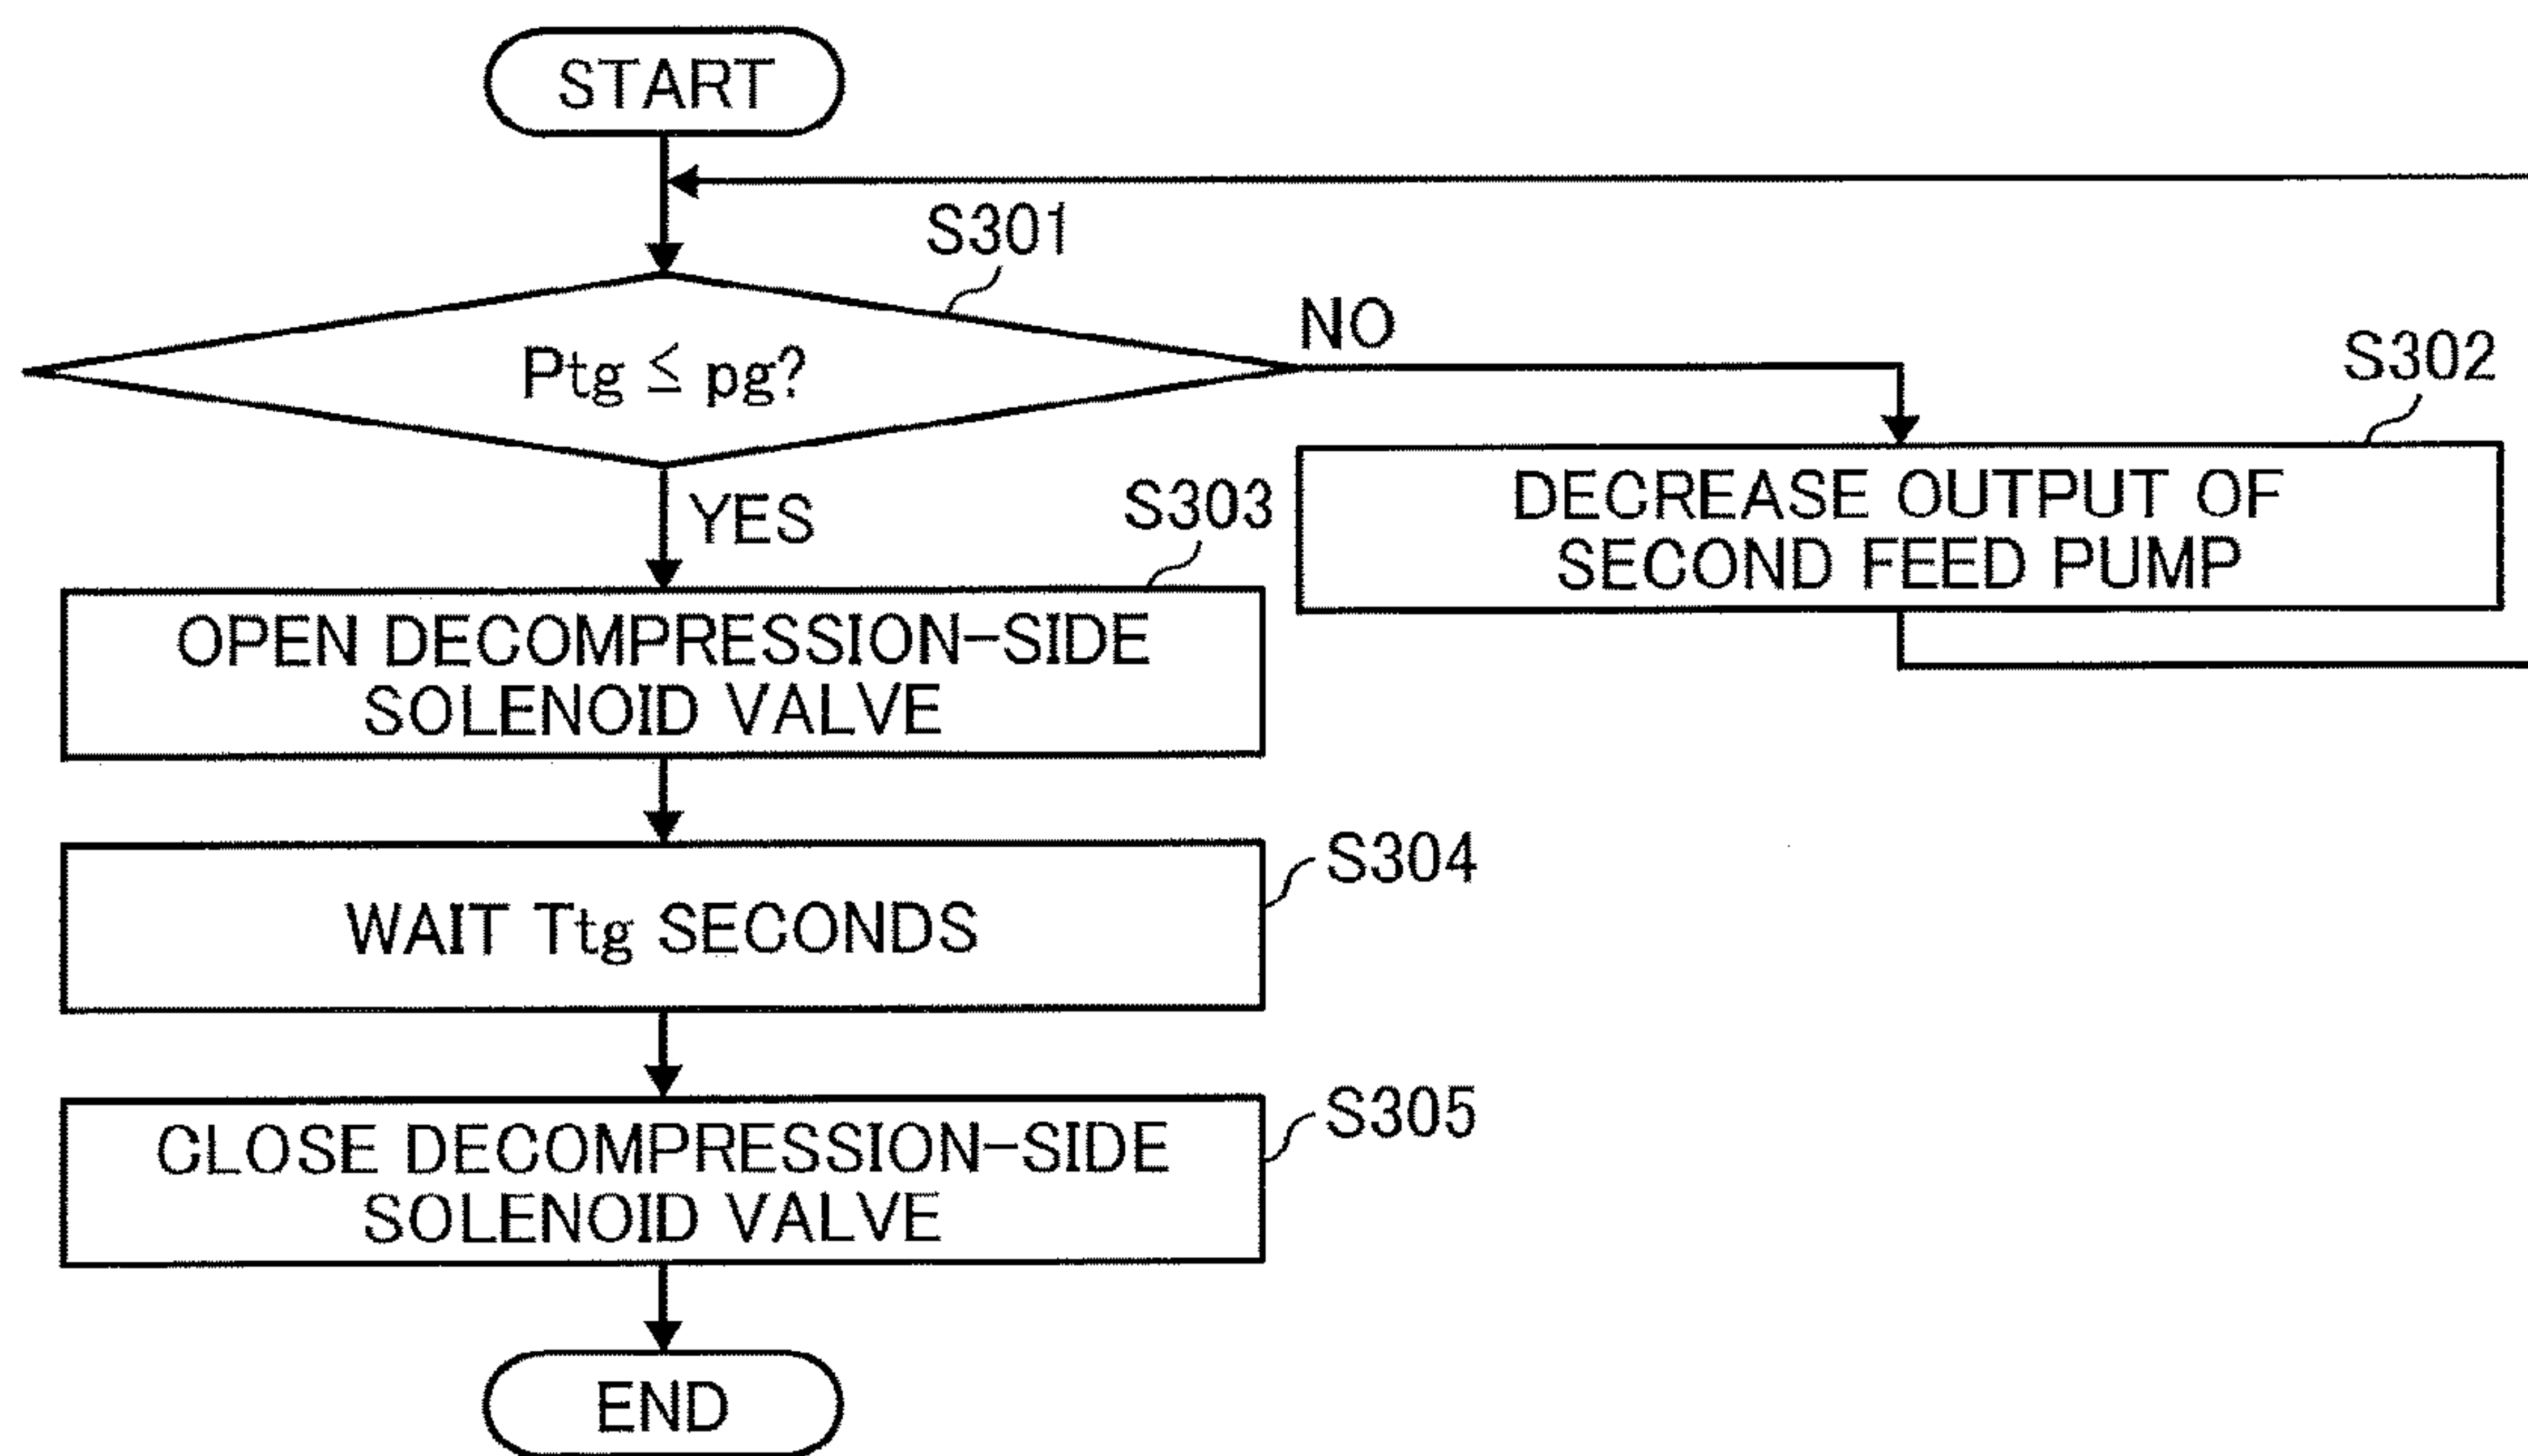 START
S301
Ptg ≤ pg?
NO
S302
DECREASE OUTPUT OF
SECOND FEED PUMP
YES
S303
OPEN DECOMPRESSION-SIDE
SOLENOID VALVE
WAIT Ttg SECONDS
S304
CLOSE DECOMPRESSION-SIDE
SOLENOID VALVE
S305
END